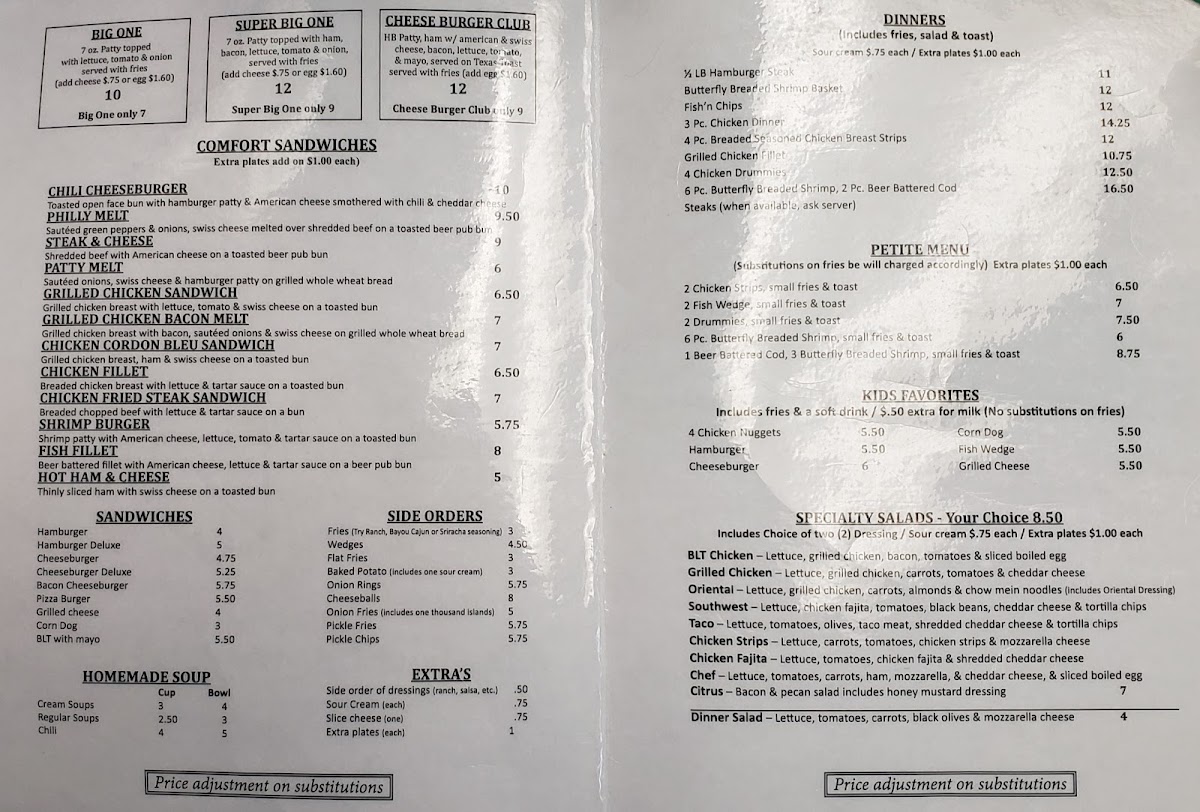 BIG ONE
7 oz. Patty topped
with lettuce, tomato & onion
served with fries
(add cheese $.75 or egg $1.60)
10
Big One only 7
SUPER BIG ONE
7 oz. Patty topped with ham,
bacon, lettuce, tomato & onion,
served with fries
(add cheese $.75 or egg $1.60)
12
Super Big One only 9
CHEESE BURGER CLUB
HB Patty, ham w/ american & swiss
cheese, bacon, lettuce, tomato,
& mayo, served on Texas toast
served with fries (add egg $1.60)
12
Cheese Burger Club only 9
COMFORT SANDWICHES
Extra plates add on $1.00 each)
CHILI CHEESEBURGER 10
Toasted open face bun with hamburger patty & American cheese smothered with chili & cheddar cheese
PHILLY MELT 9.50
Sautéed green peppers & onions, swiss cheese melted over shredded beef on a toasted beer pub bun
STEAK & CHEESE 9
Shredded beef with American cheese on a toasted beer pub bun
PATTY MELT 6
Sautéed onions, swiss cheese & hamburger patty on grilled whole wheat bread
GRILLED CHICKEN SANDWICH 6.50
Grilled chicken breast with lettuce, tomato & swiss cheese on a toasted bun
GRILLED CHICKEN BACON MELT 7
Grilled chicken breast with bacon, sautéed onions & swiss cheese on grilled whole wheat bread
CHICKEN CORDON BLEU SANDWICH 7
Grilled chicken breast, ham & swiss cheese on a toasted bun
CHICKEN FILLET 6.50
Breaded chicken breast with lettuce & tartar sauce on a toasted bun
CHICKEN FRIED STEAK SANDWICH 7
Breaded chopped beef with lettuce & tartar sauce on a bun
SHRIMP BURGER 5.75
Shrimp patty with American cheese, lettuce, tomato & tartar sauce on a toasted bun
FISH FILLET 8
Beer battered fillet with American cheese, lettuce & tartar sauce on a beer pub bun
HOT HAM & CHEESE 5
Thinly sliced ham with swiss cheese on a toasted bun
SANDWICHES
Hamburger 4
Hamburger Deluxe 5
Cheeseburger 4.75
Cheeseburger Deluxe 5.25
Bacon Cheeseburger 5.75
Pizza Burger 5.50
Grilled cheese 4
Corn Dog 3
BLT with mayo 5.50
SIDE ORDERS
Fries (Try Ranch, Bayou Cajun or Sriracha seasoning) 3
Wedges 4.50
Flat Fries 3
Baked Potato (includes one sour cream) 3
Onion Rings 5.75
Cheeseballs 8
Onion Fries (includes one thousand islands) 5
Pickle Fries 5.75
Pickle Chips 5.75
HOMEMADE SOUP
Cup Bowl
Cream Soups 3 4
Regular Soups 2.50 3
Chili 4 5
EXTRA'S
Side order of dressings (ranch, salsa, etc.) .50
Sour Cream (each) .75
Slice cheese (one) .75
Extra plates (each) 1
Price adjustment on substitutions
DINNERS
(Includes fries, salad & toast)
Sour cream $.75 each / Extra plates $1.00 each
½ LB Hamburger Steak 11
Butterfly Breaded Shrimp Basket 12
Fish'n Chips 12
3 Pc. Chicken Dinner 14.25
4 Pc. Breaded Seasoned Chicken Breast Strips 12
Grilled Chicken Fillet 10.75
4 Chicken Drummies 12.50
6 Pc. Butterfly Breaded Shrimp, 2 Pc. Beer Battered Cod 16.50
Steaks (when available, ask server)
PETITE MENU
(Substitutions on fries be will charged accordingly) Extra plates $1.00 each
2 Chicken Strips, small fries & toast 6.50
2 Fish Wedge, small fries & toast 7
2 Drummies, small fries & toast 7.50
6 Pc. Butterfly Breaded Shrimp, small fries & toast 6
1 Beer Battered Cod, 3 Butterfly Breaded Shrimp, small fries & toast 8.75
KIDS FAVORITES
Includes fries & a soft drink / $.50 extra for milk (No substitutions on fries)
4 Chicken Nuggets 5.50 Corn Dog 5.50
Hamburger 5.50 Fish Wedge 5.50
Cheeseburger 6 Grilled Cheese 5.50
SPECIALTY SALADS - Your Choice 8.50
Includes Choice of two (2) Dressing / Sour cream $.75 each / Extra plates $1.00 each
BLT Chicken – Lettuce, grilled chicken, bacon, tomatoes & sliced boiled egg
Grilled Chicken – Lettuce, grilled chicken, carrots, tomatoes & cheddar cheese
Oriental – Lettuce, grilled chicken, carrots, almonds & chow mein noodles (includes Oriental Dressing)
Southwest – Lettuce, chicken fajita, tomatoes, black beans, cheddar cheese & tortilla chips
Taco – Lettuce, tomatoes, olives, taco meat, shredded cheddar cheese & tortilla chips
Chicken Strips – Lettuce, carrots, tomatoes, chicken strips & mozzarella cheese
Chicken Fajita – Lettuce, tomatoes, chicken fajita & shredded cheddar cheese
Chef – Lettuce, tomatoes, carrots, ham, mozzarella, & cheddar cheese, & sliced boiled egg
Citrus – Bacon & pecan salad includes honey mustard dressing 7
Dinner Salad – Lettuce, tomatoes, carrots, black olives & mozzarella cheese 4
Price adjustment on substitutions